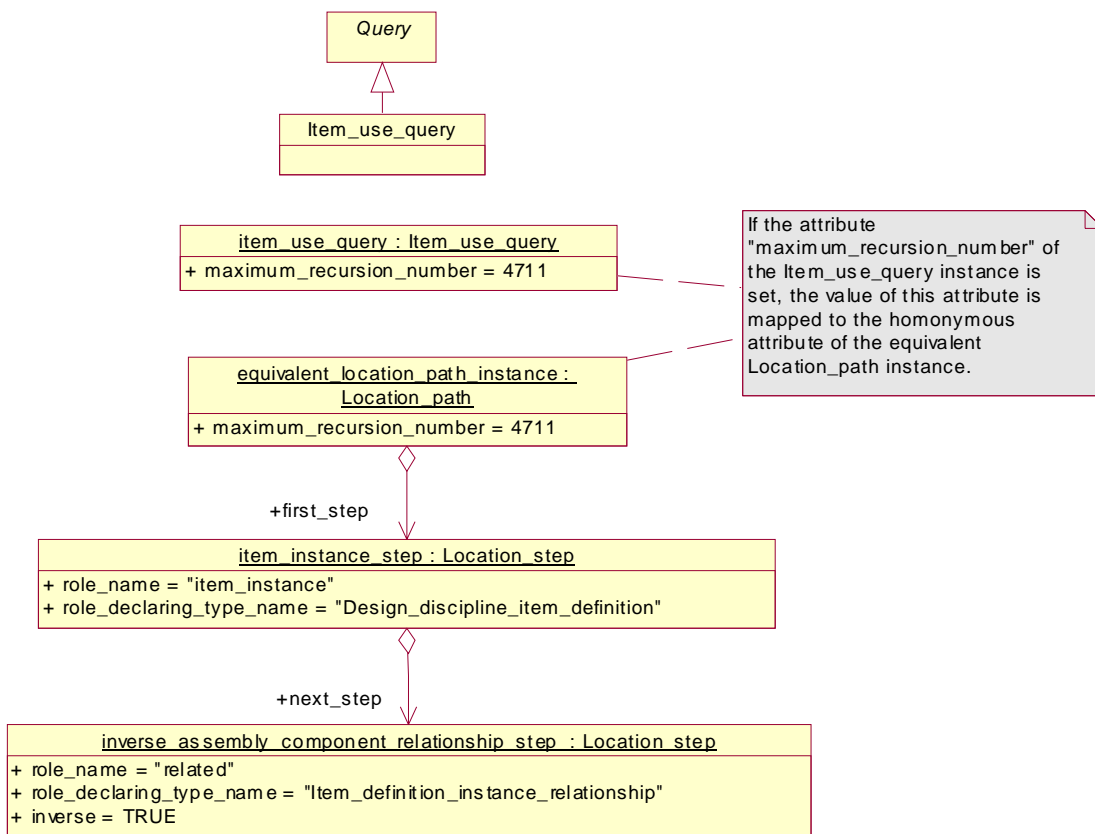 Query
Item_use_query
item_use_query : Item_use_query
+ maximum_recursion_number = 4711
If the attribute
"maximum_recursion_number" of
the Item_use_query instance is
set, the value of this attribute is
mapped to the homonymous
attribute of the equivalent
Location_path instance.
equivalent_location_path_instance :
Location_path
+ maximum_recursion_number = 4711
+first_step
item_instance_step : Location_step
+ role_name = "item_instance"
+ role_declaring_type_name = "Design_discipline_item_definition"
+next_step
inverse_assembly_component_relationship_step : Location_step
+ role_name = "related"
+ role_declaring_type_name = "Item_definition_instance_relationship"
+ inverse = TRUE